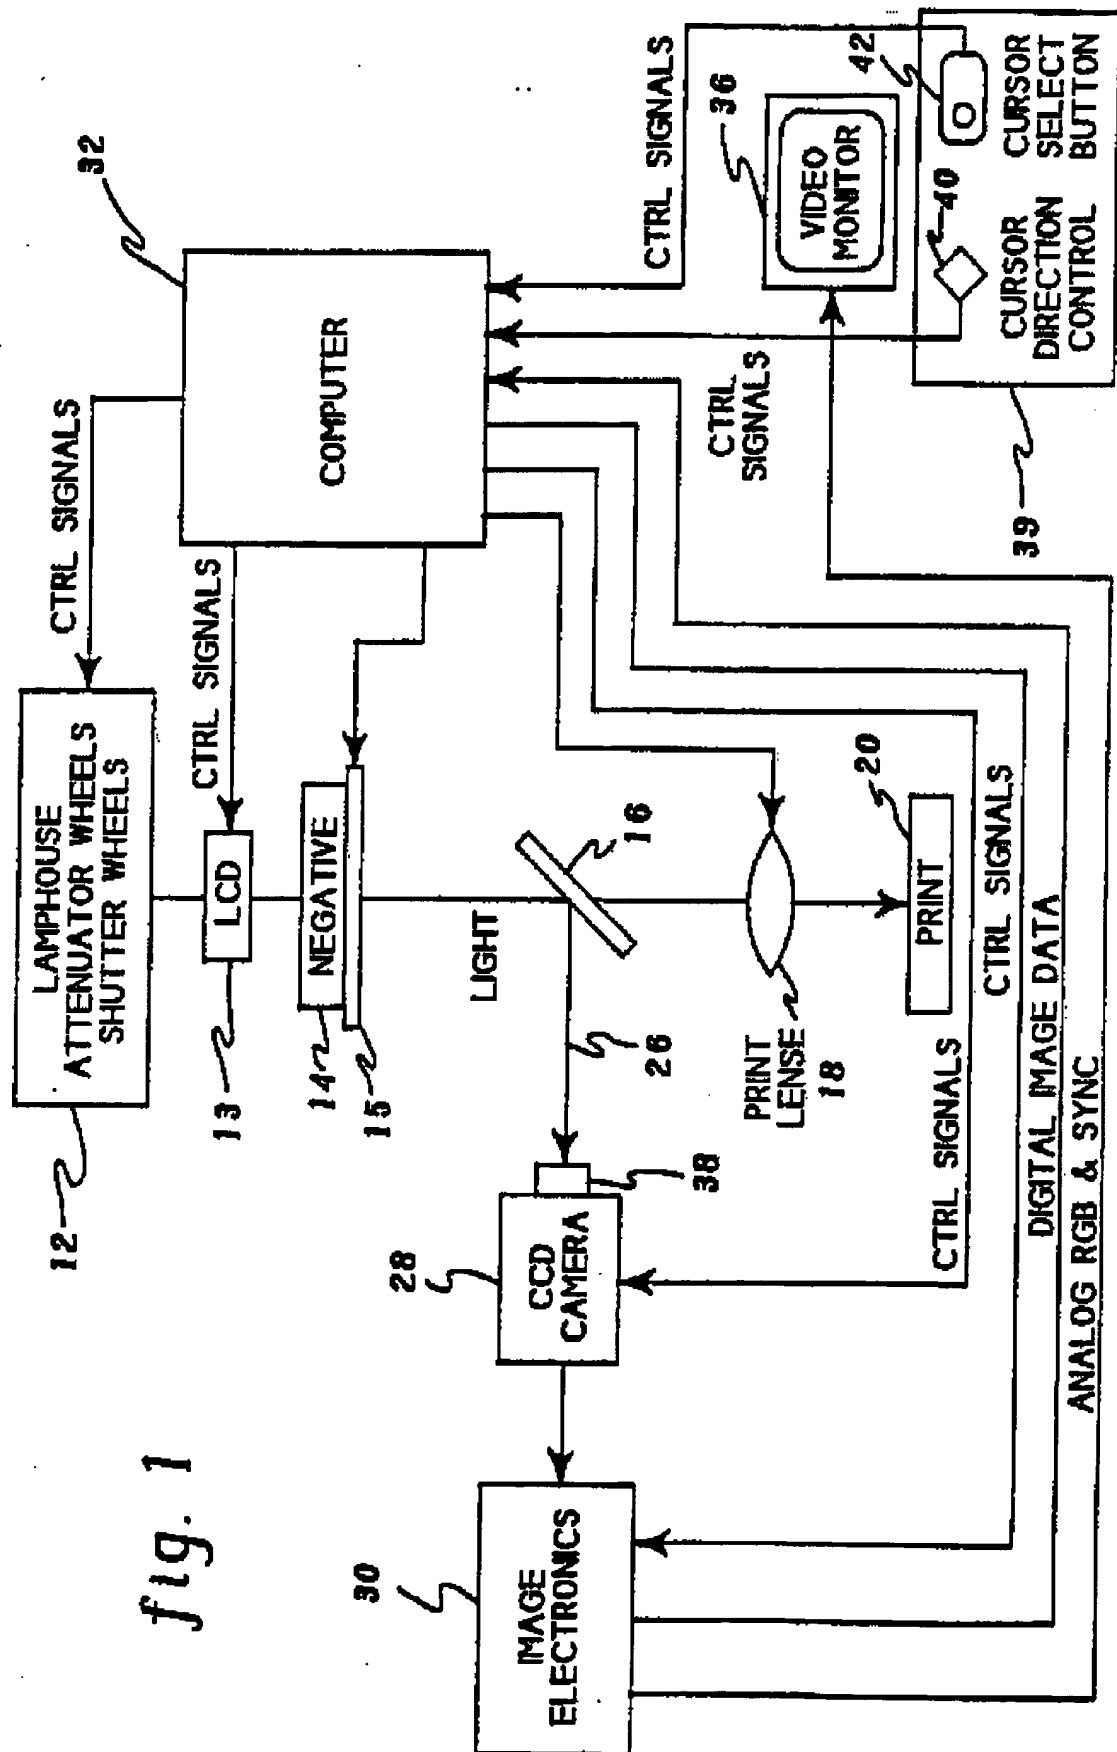 fig. 1
12
LAMPHOUSE
ATTENUATOR WHEELS
SHUTTER WHEELS
CTRL SIGNALS
32
13
LCD
CTRL SIGNALS
COMPUTER
14
NEGATIVE
15
LIGHT
16
26
28
CCD
CAMERA
38
30
IMAGE
ELECTRONICS
PRINT
LENSE
18
20
PRINT
CTRL SIGNALS
CTRL SIGNALS
DIGITAL IMAGE DATA
ANALOG RGB & SYNC
CTRL SIGNALS
CTRL
SIGNALS
36
VIDEO
MONITOR
39
40
42
CURSOR
DIRECTION
CONTROL
CURSOR
SELECT
BUTTON